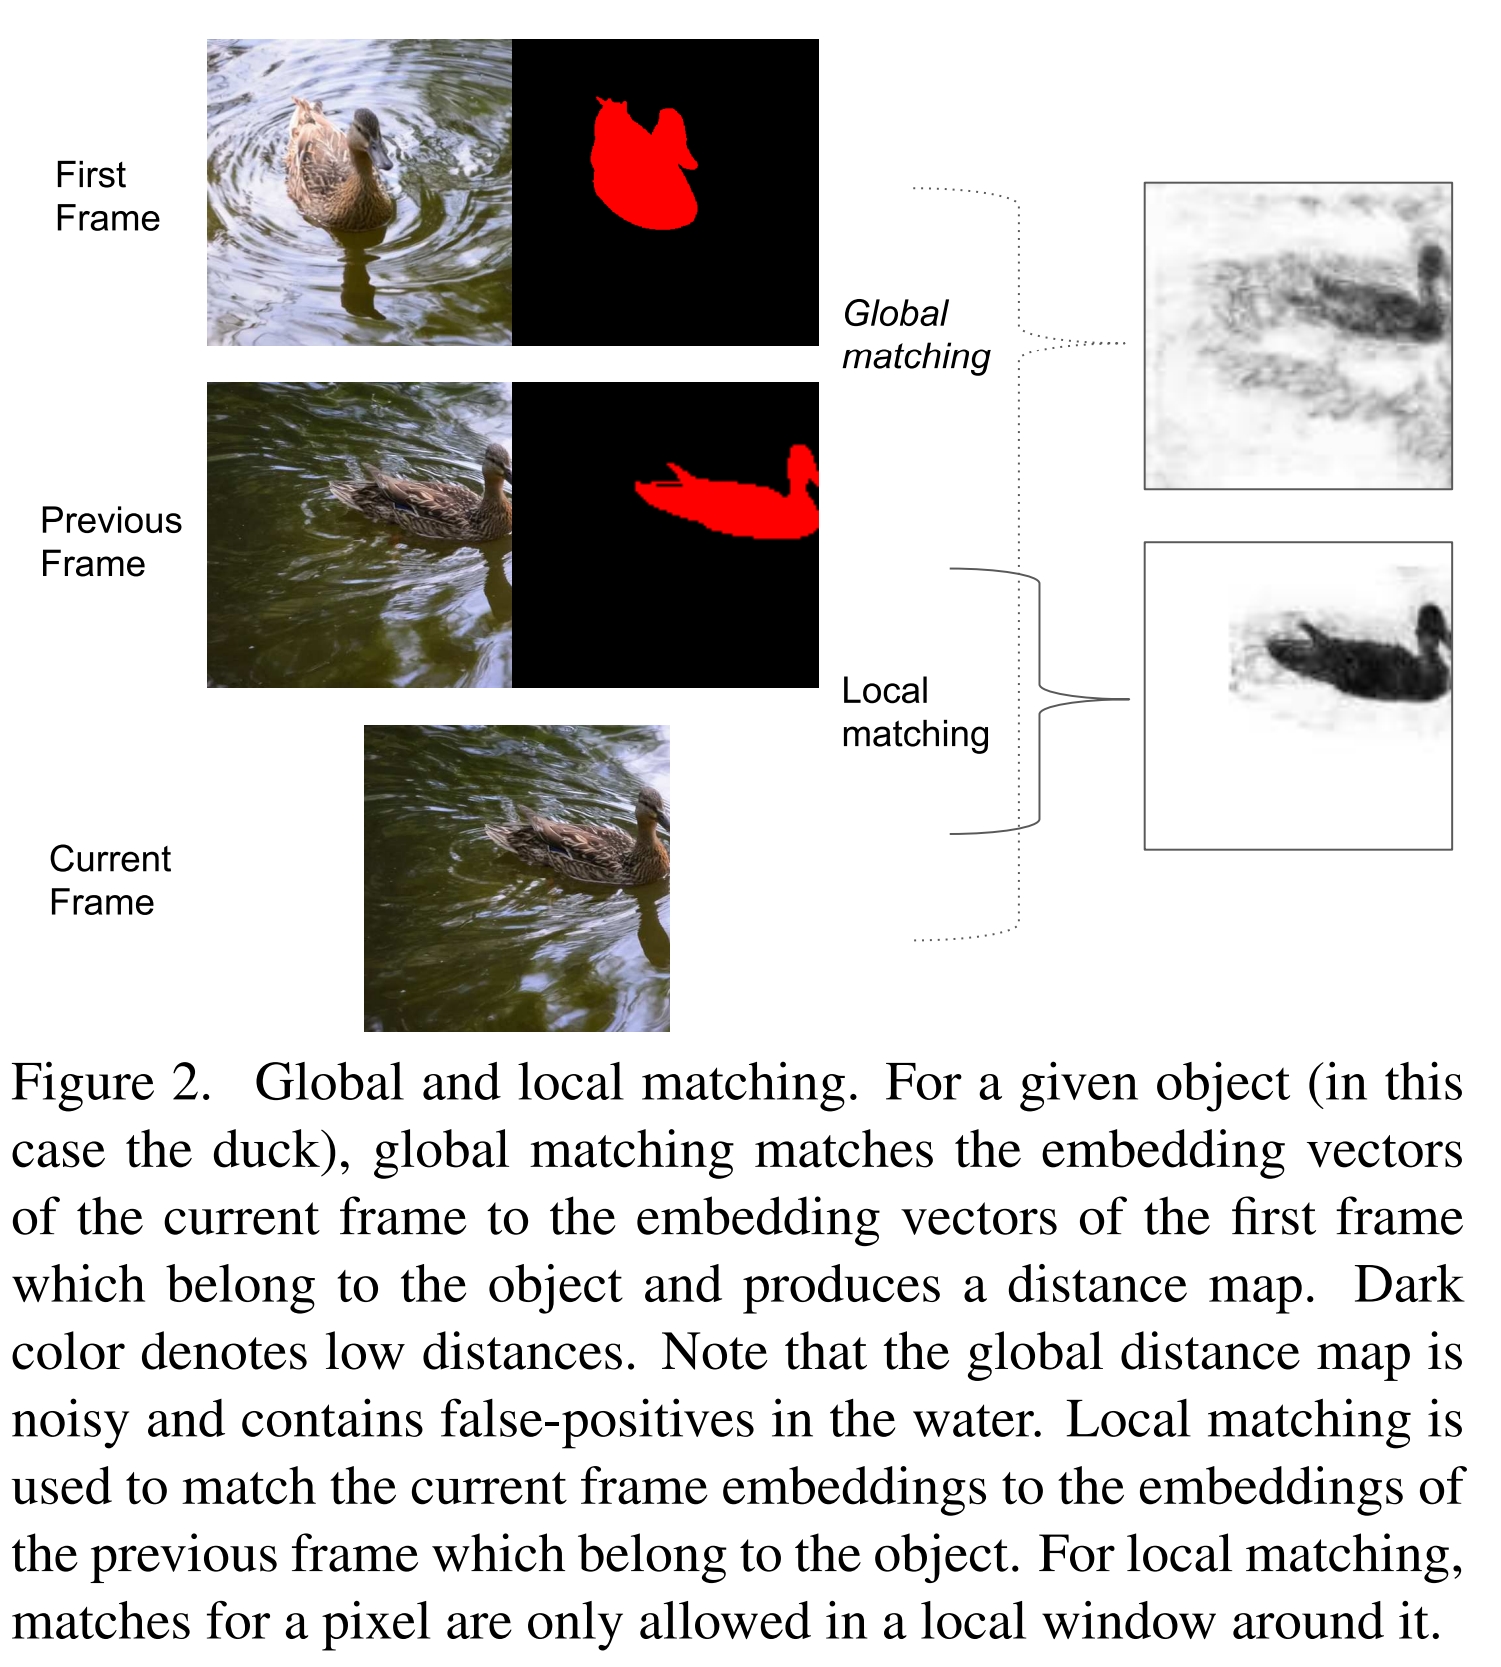 First
Frame
Global
matching
Previous
Frame
Local
matching
Current
Frame
Figure 2. Global and local matching. For a given object (in this
case the duck), global matching matches the embedding vectors
of the current frame to the embedding vectors of the first frame
which belong to the object and produces a distance map. Dark
color denotes low distances. Note that the global distance map is
noisy and contains false-positives in the water. Local matching is
used to match the current frame embeddings to the embeddings of
the previous frame which belong to the object. For local matching,
matches for a pixel are only allowed in a local window around it.